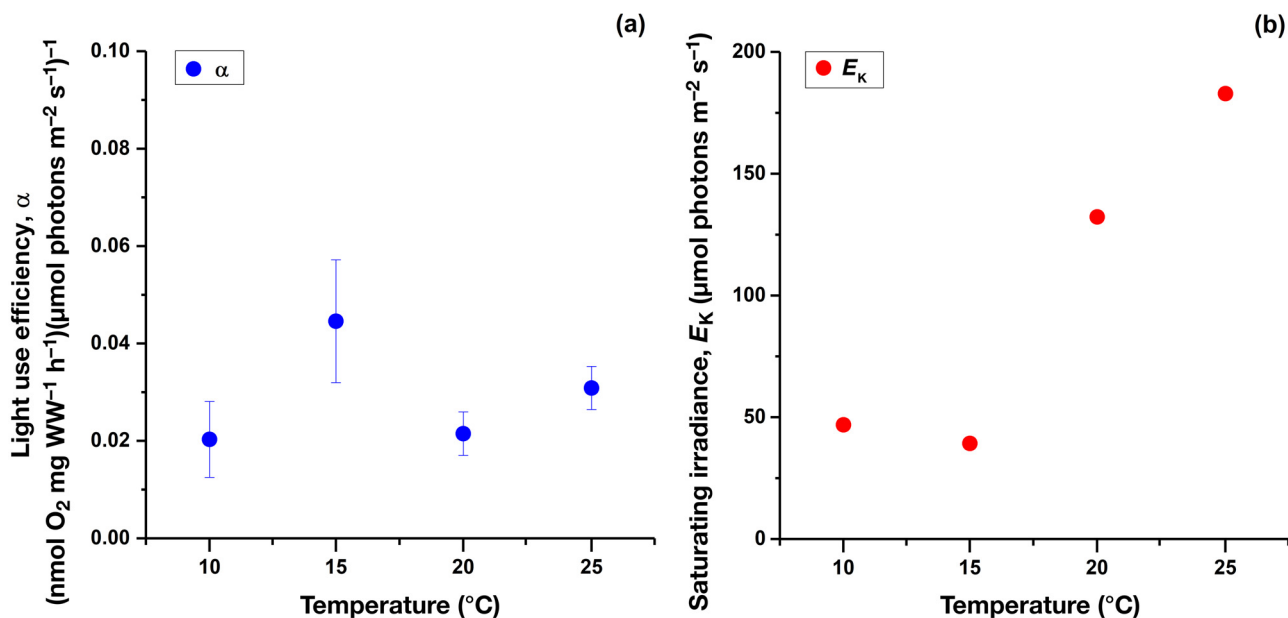 (a)
α
Light use efficiency, α
(nmol O₂ mg WW⁻¹ h⁻¹)(µmol photons m⁻² s⁻¹)⁻¹
0.10
0.08
0.06
0.04
0.02
0.00
10 15 20 25
Temperature (°C)
(b)
E_K
Saturating irradiance, E_K (µmol photons m⁻² s⁻¹)
200
150
100
50
0
10 15 20 25
Temperature (°C)